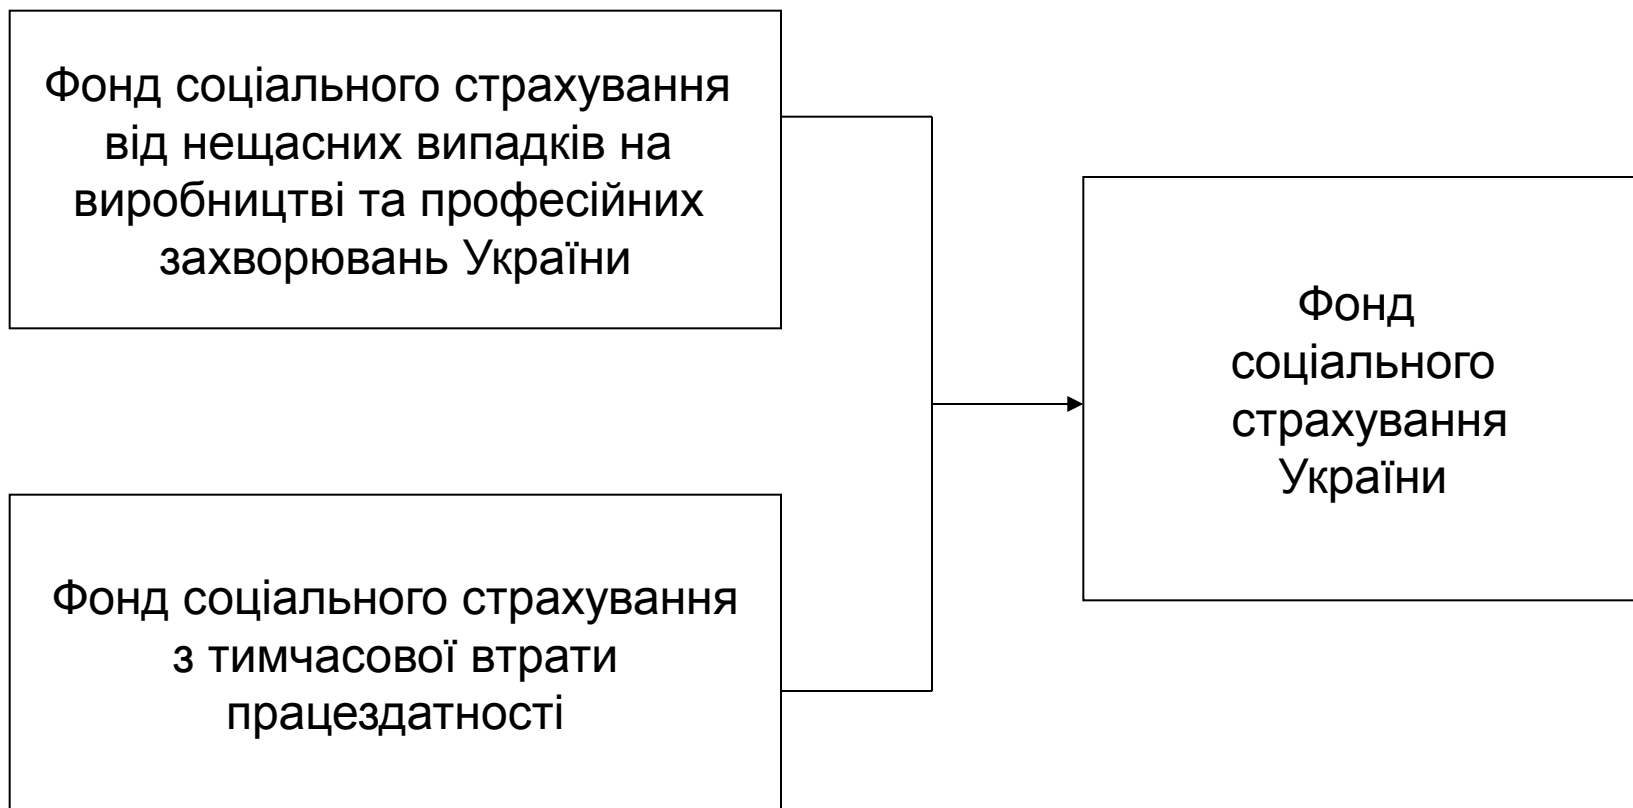 Фонд соціального страхування
від нещасних випадків на
виробництві та професійних
захворювань України
Фонд соціального страхування
з тимчасової втрати
працездатності
Фонд
соціального
страхування
України